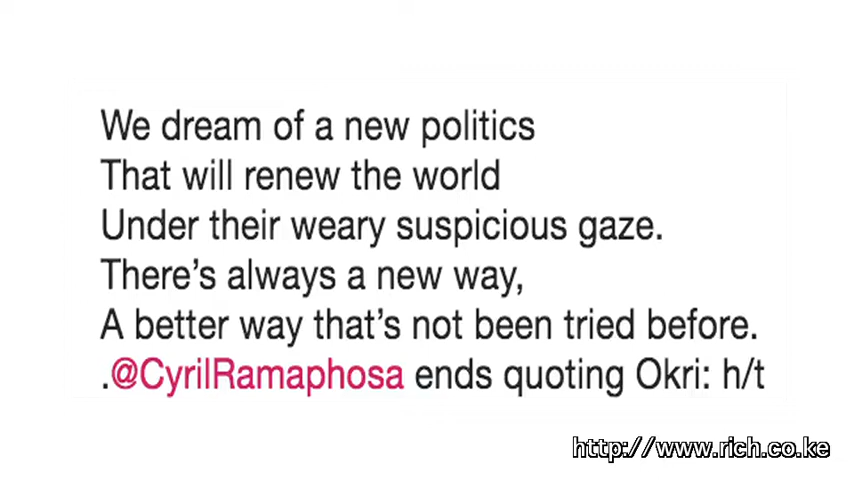 We dream of a new politics
That will renew the world
Under their weary suspicious gaze.
There's always a new way,
A better way that's not been tried before.
.@CyrilRamaphosa ends quoting Okri: h/t
http://www.rich.co.ke